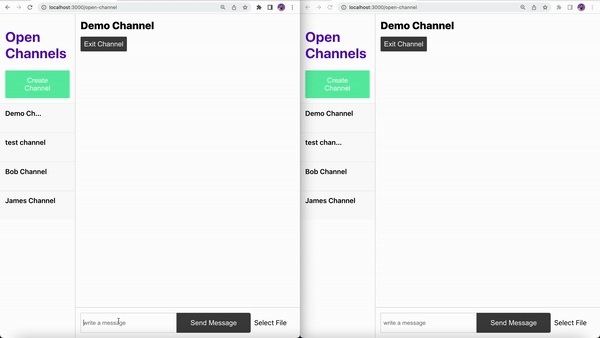 localhost:3000/open-channel
Open
Channels
Create
Channel
Demo Ch...
test channel
Bob Channel
James Channel
Demo Channel
Exit Channel
write a message
Send Message
Select File
localhost:3000/open-channel
Open
Channels
Create
Channel
Demo Channel
test chan...
Bob Channel
James Channel
Demo Channel
Exit Channel
write a message
Send Message
Select File